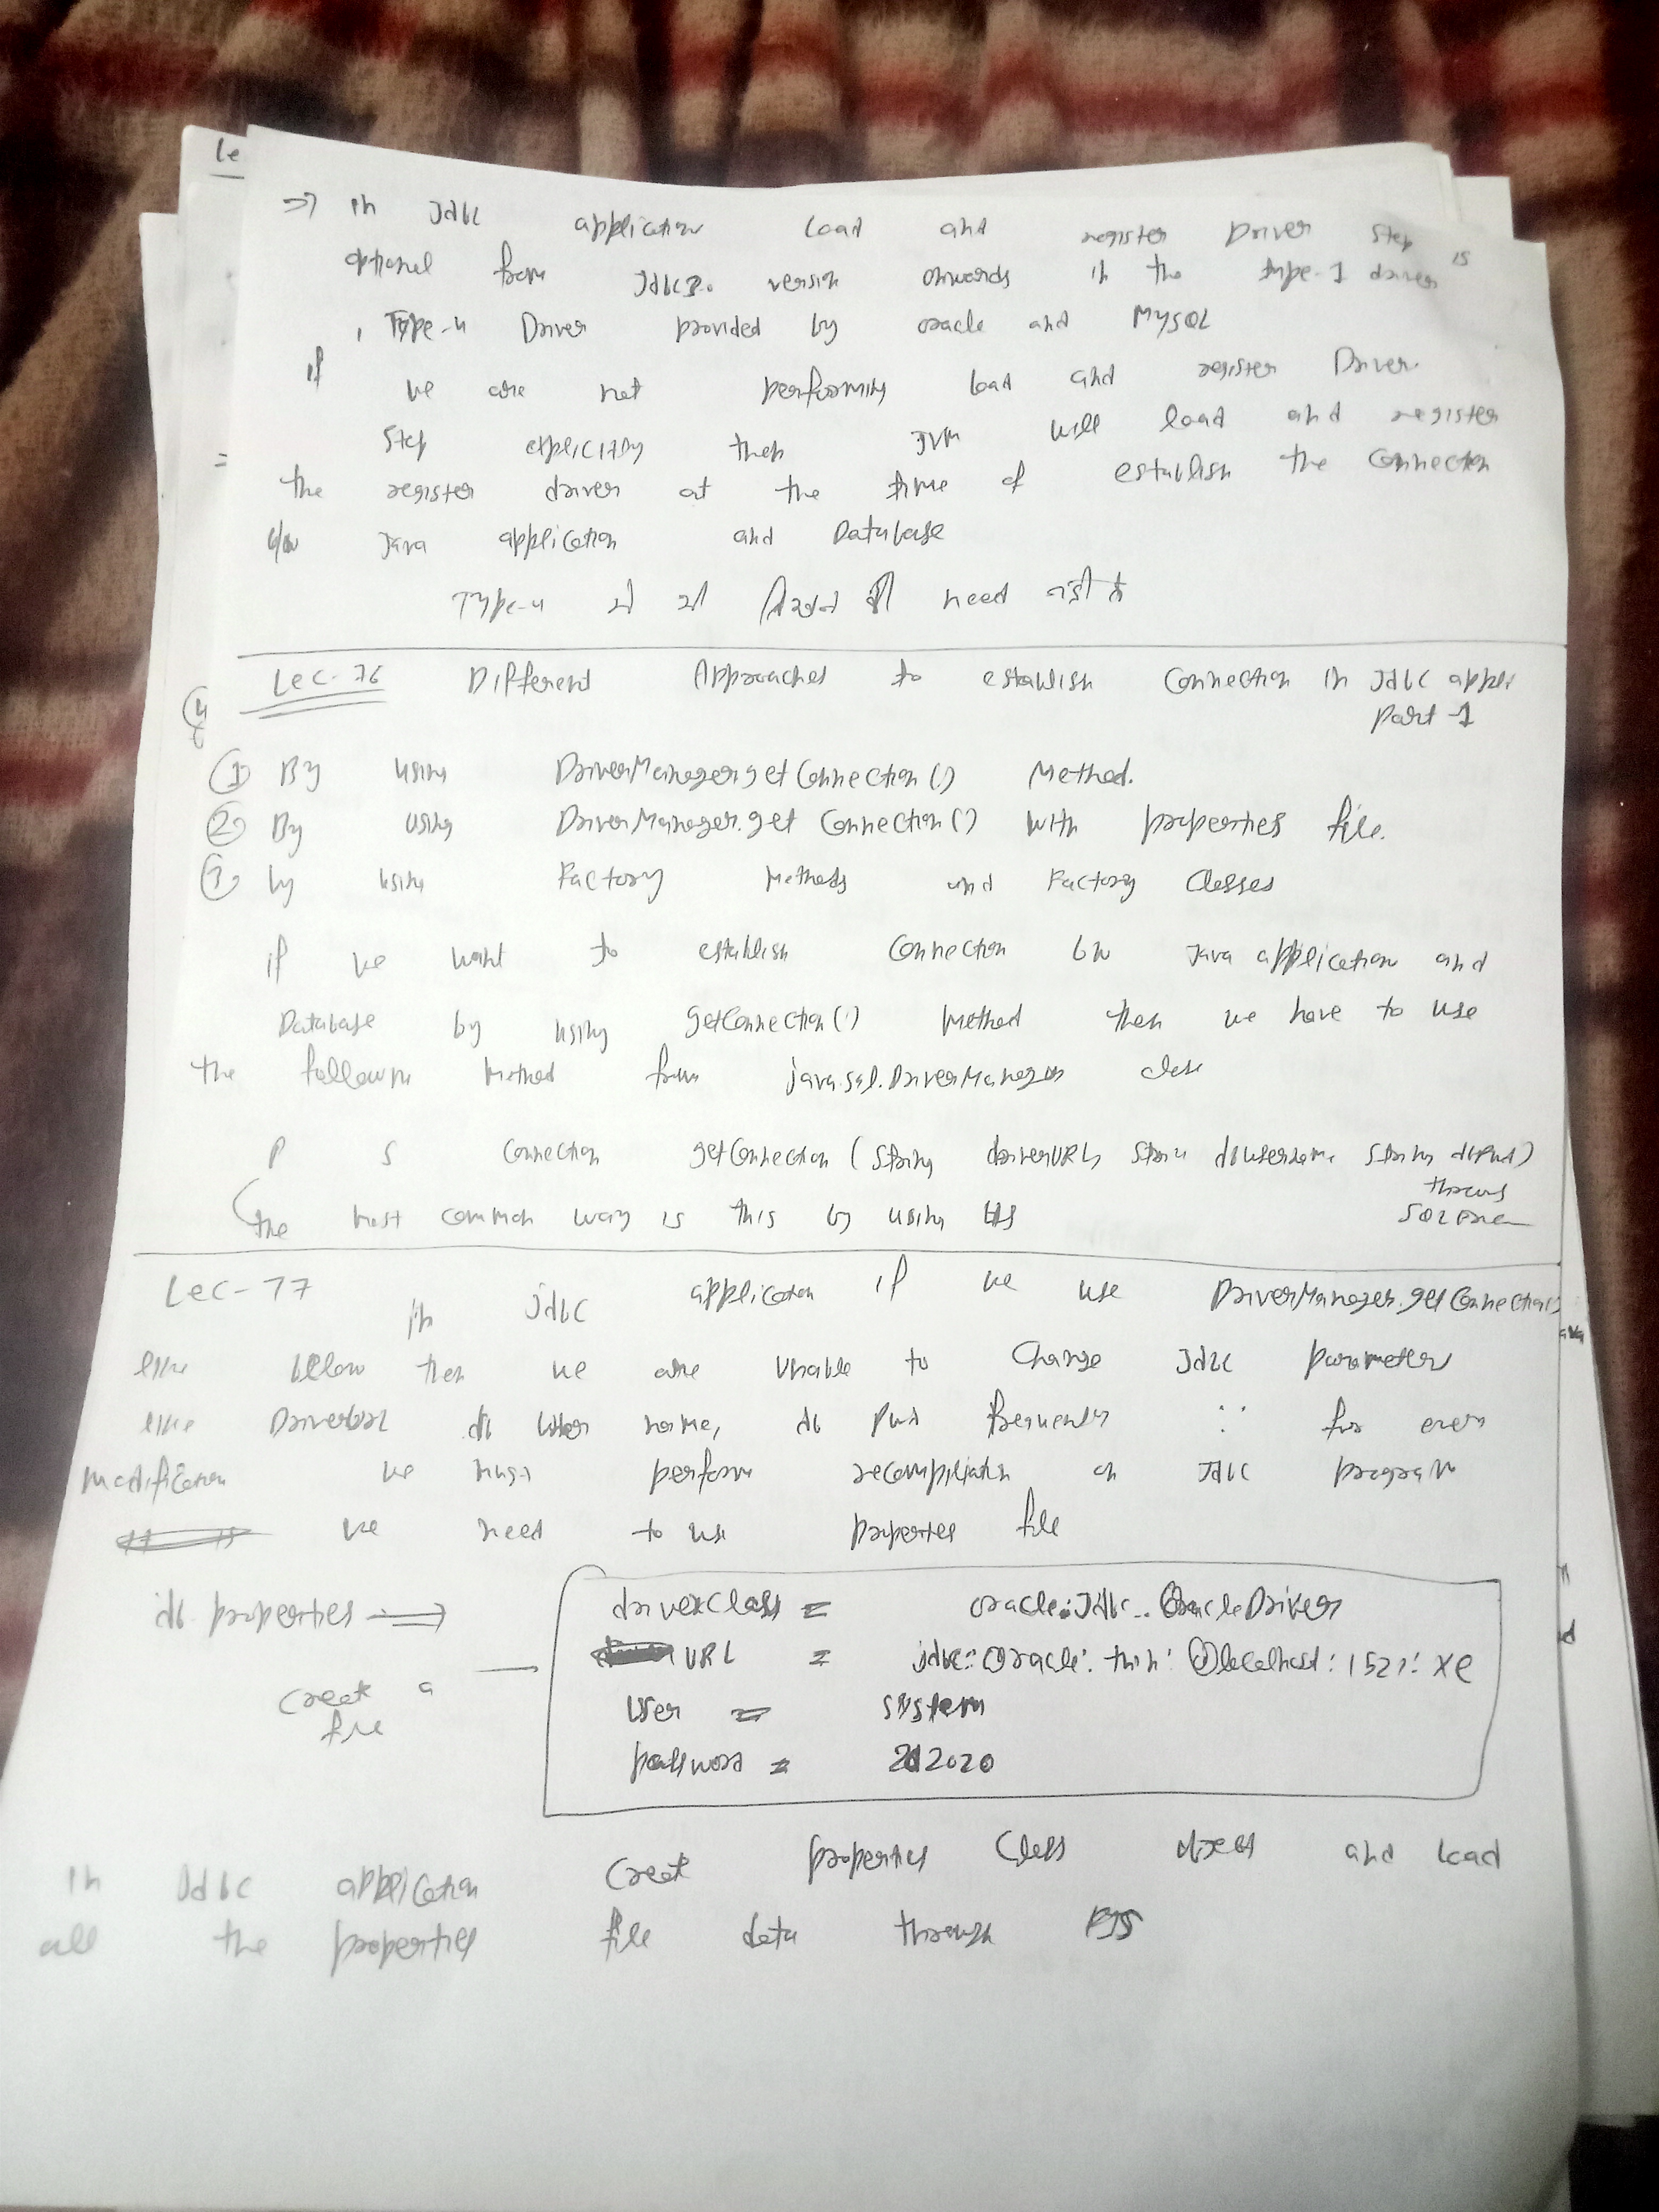 Le
=> in Jdbc application Load and register Driver step is
optional from Jdbc3.0 version onwards in the type-1 driver
, Type-4 Driver provided by oracle and MySQL
if we are not performing load and register Driver
step explicitly then JVM will load and register
the register driver at the time of establish the Connection
b/w Java application and Database
Type-4 need नहीं है
Lec-76 Different Approaches to establish Connection in Jdbc appli
part-1
① By using DriverManager.getConnection() Method.
② By using DriverManager.getConnection() with properties file.
③ by using Factory Methods and Factory Classes
if we want to establish Connection b/w Java application and
Database by using getConnection() Method then we have to use
the following Method from java.sql.DriverManager class
P S Connection getConnection (String driverURL, String dbusername, String dbpwd)
throws
the most common way is this by using
Lec-77 in Jdbc application if we use DriverManager.getConnection()
like below then we are unable to change Jdbc parameters
like Driverurl db User name, db pwd frequently ∵ for every
modification we must perform recompilation on Jdbc program
we need to use properties file
db.properties => driverClass = oracle.Jdbc.OracleDriver
URL = jdbc:oracle:thin:@localhost:1521:xe
Create a
file
User = system
password =
in Jdbc application Create properties Class object and Load
all the properties file data through FIS